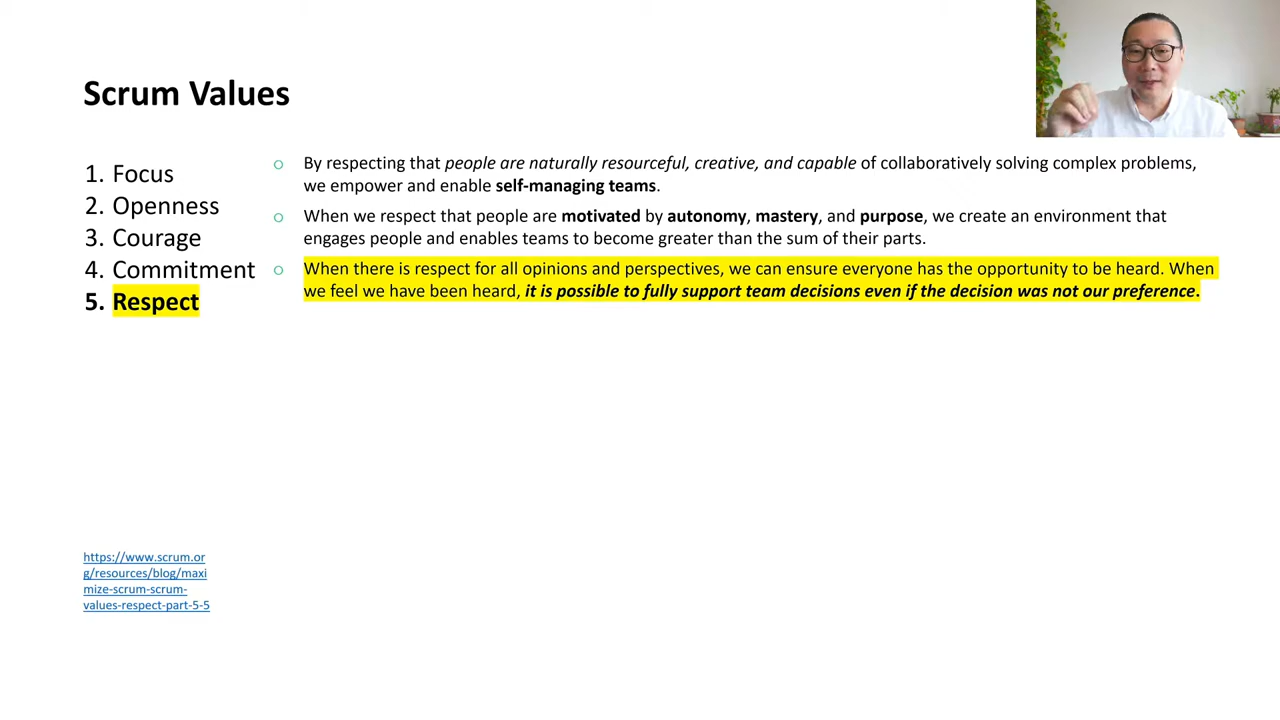 Scrum Values
1. Focus
2. Openness
3. Courage
4. Commitment
5. Respect
o By respecting that people are naturally resourceful, creative, and capable of collaboratively solving complex problems,
we empower and enable self-managing teams.
o When we respect that people are motivated by autonomy, mastery, and purpose, we create an environment that
engages people and enables teams to become greater than the sum of their parts.
o When there is respect for all opinions and perspectives, we can ensure everyone has the opportunity to be heard. When
we feel we have been heard, it is possible to fully support team decisions even if the decision was not our preference.
https://www.scrum.or
g/resources/blog/maxi
mize-scrum-scrum-
values-respect-part-5-5